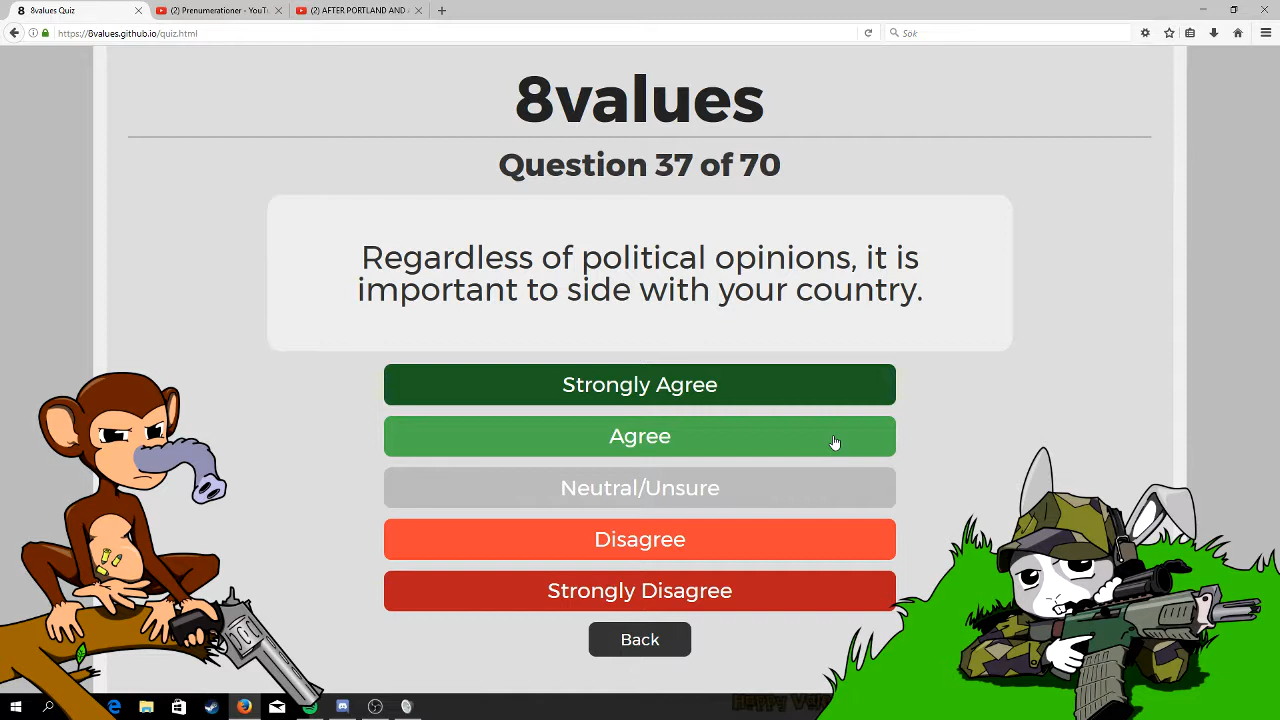 8 8values Quiz
(2) Prenumerationer - YouT
(2) AFTER PORTLAND AND
https://8values.github.io/quiz.html
Sök
8values
Question 37 of 70
Regardless of political opinions, it is
important to side with your country.
Strongly Agree
Agree
Neutral/Unsure
Disagree
Strongly Disagree
Back